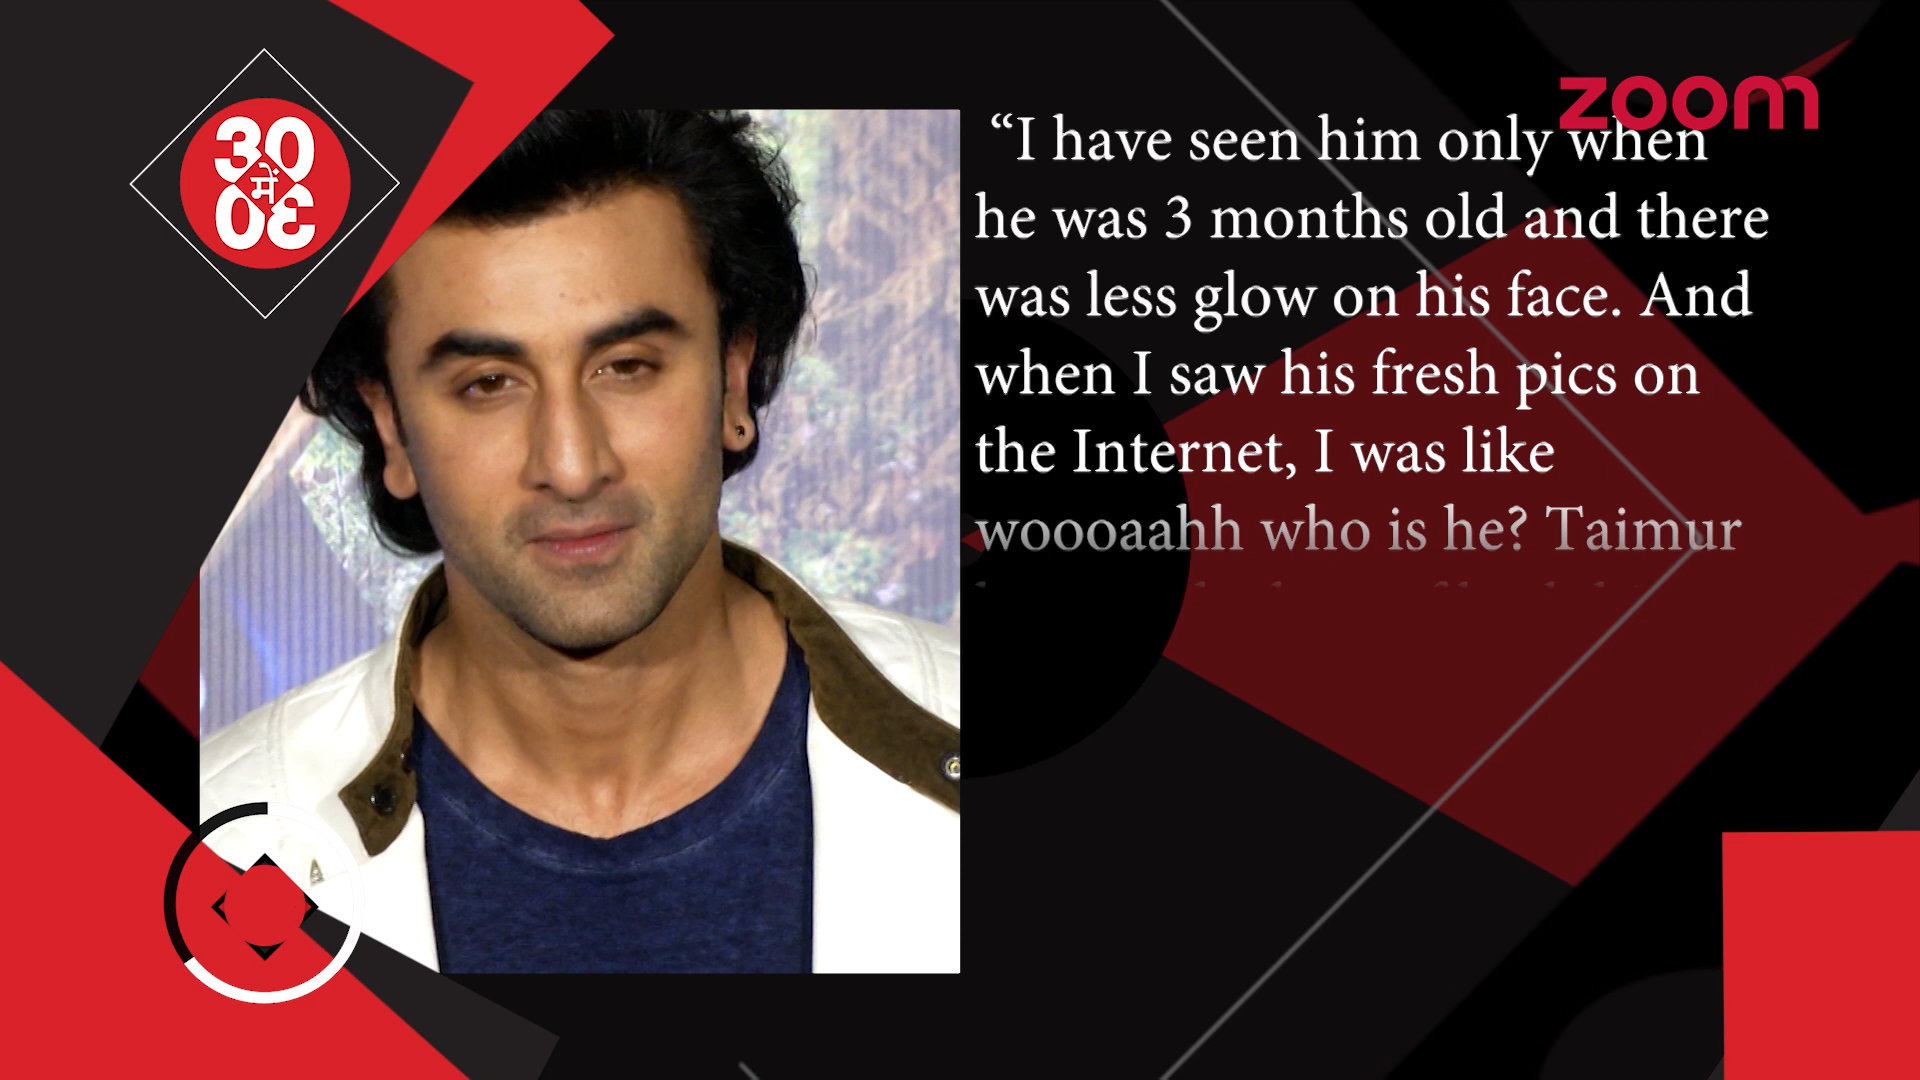 30
में
03
zoom
“I have seen him only when
he was 3 months old and there
was less glow on his face. And
when I saw his fresh pics on
the Internet, I was like
woooaahh who is he? Taimur